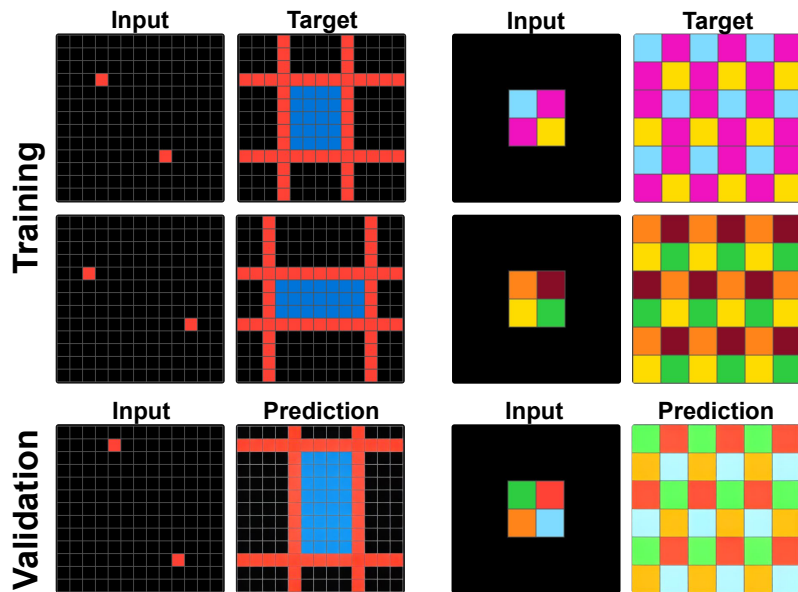 Input Target Input Target
Training
Input Prediction Input Prediction
Validation